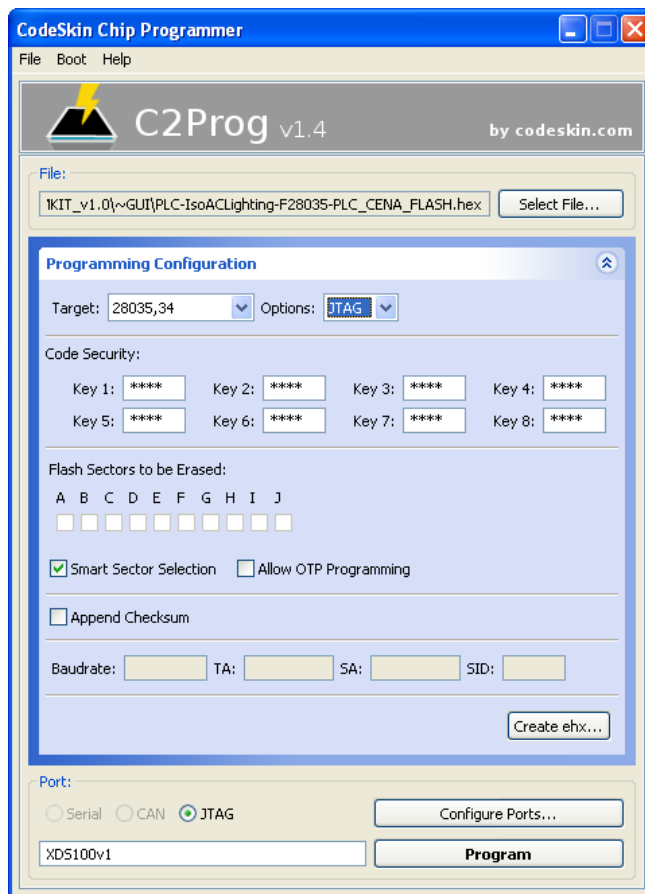 CodeSkin Chip Programmer
File Boot Help
C2Prog v1.4 by codeskin.com
File:
1KIT_v1.0\~GUI\PLC-IsoACLighting-F28035-PLC_CENA_FLASH.hex Select File...
Programming Configuration
Target: 28035,34 Options: JTAG
Code Security:
Key 1: **** Key 2: **** Key 3: **** Key 4: ****
Key 5: **** Key 6: **** Key 7: **** Key 8: ****
Flash Sectors to be Erased:
A B C D E F G H I J
Smart Sector Selection Allow OTP Programming
Append Checksum
Baudrate: TA: SA: SID:
Create ehx...
Port:
Serial CAN JTAG Configure Ports...
XDS100v1 Program